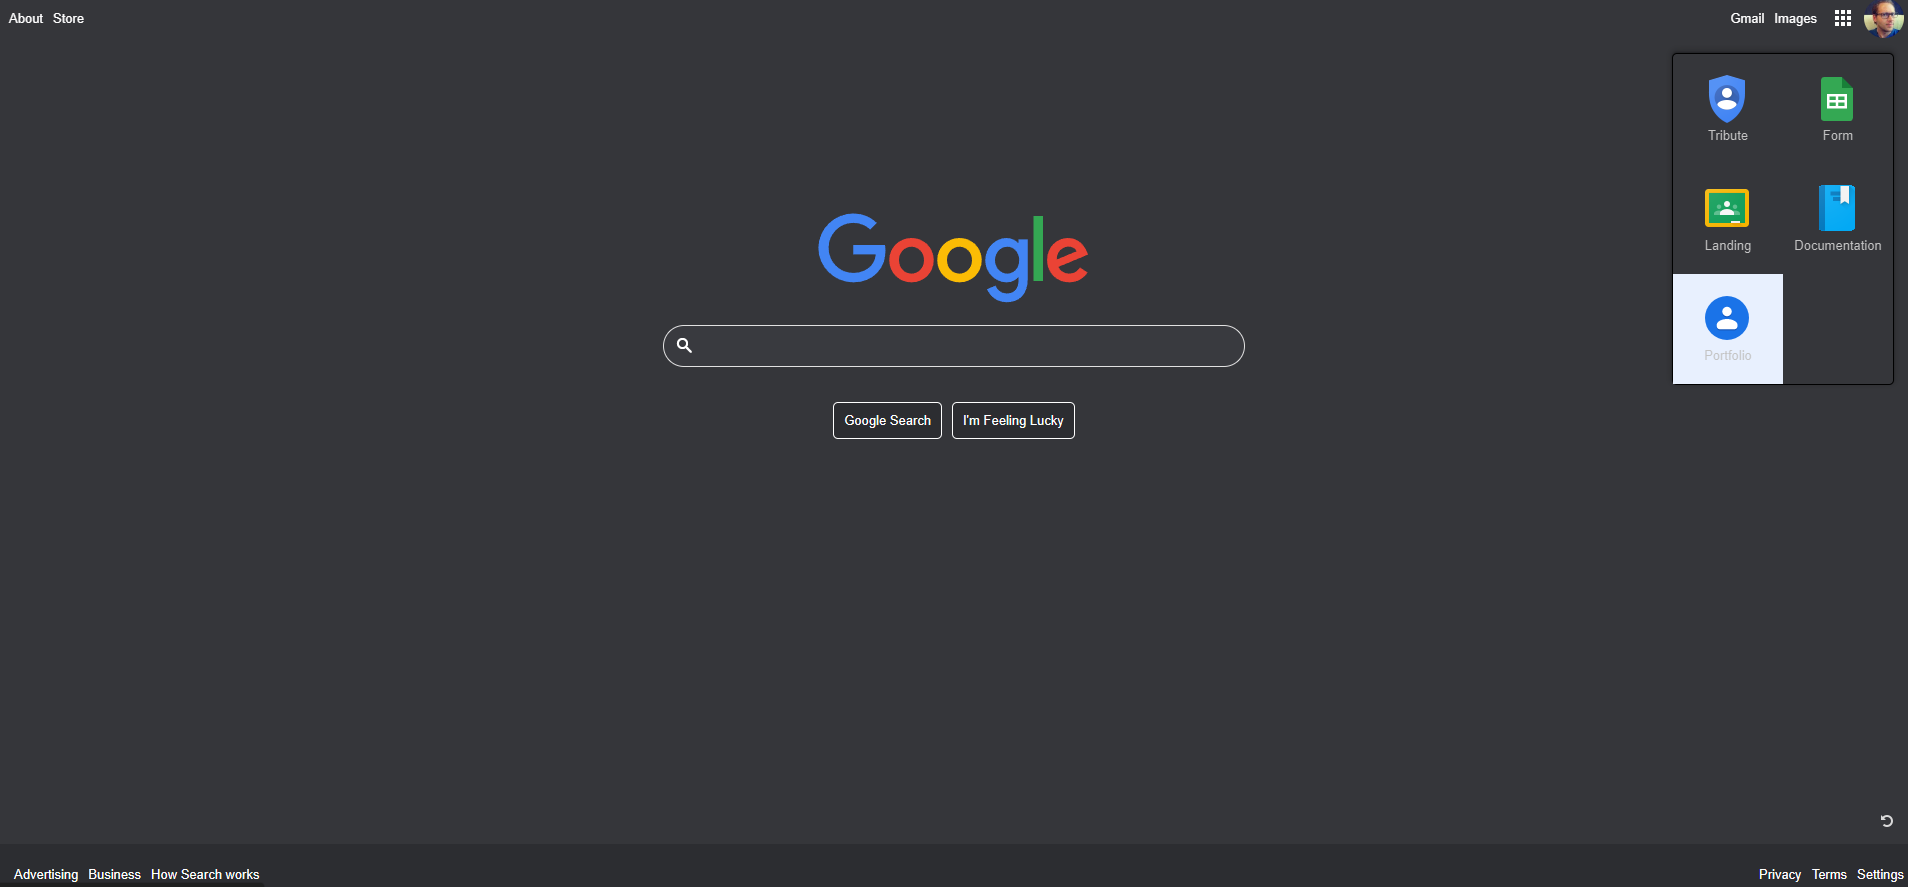 About Store
Gmail Images
Tribute Form
Landing Documentation
Portfolio
Google
Google Search I'm Feeling Lucky
Advertising Business How Search works
Privacy Terms Settings